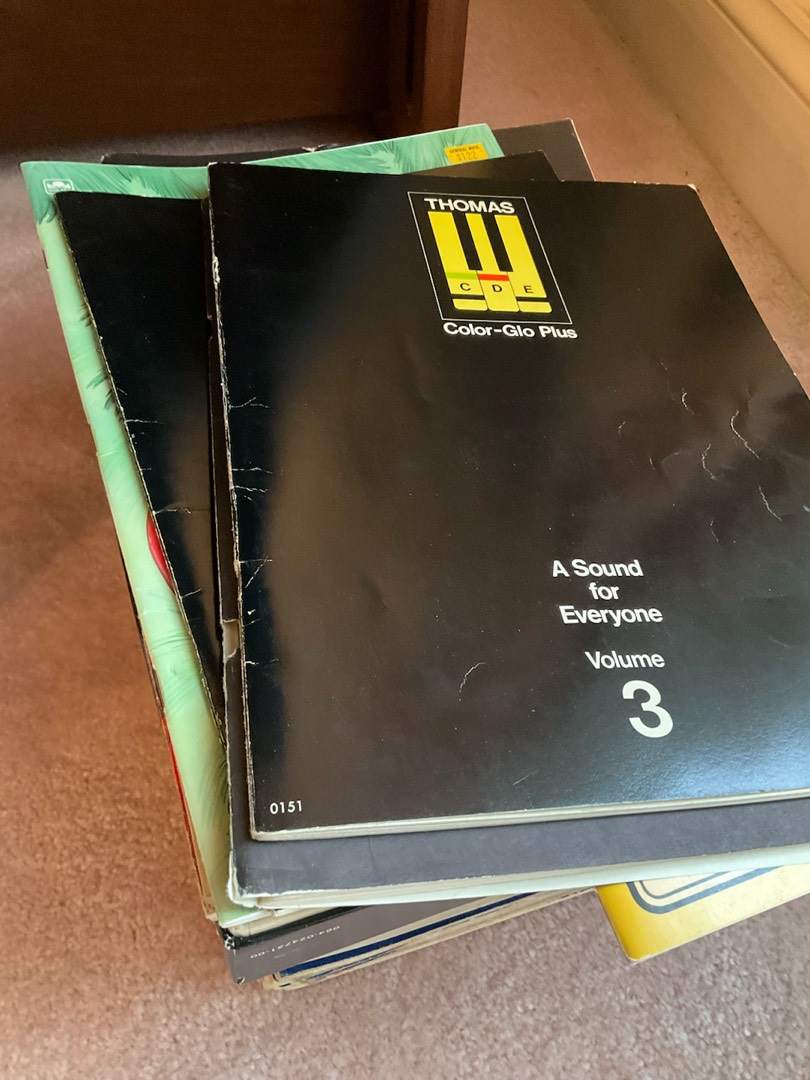 THOMAS
C D E
Color-Glo Plus
A Sound
for
Everyone
Volume
3
0151